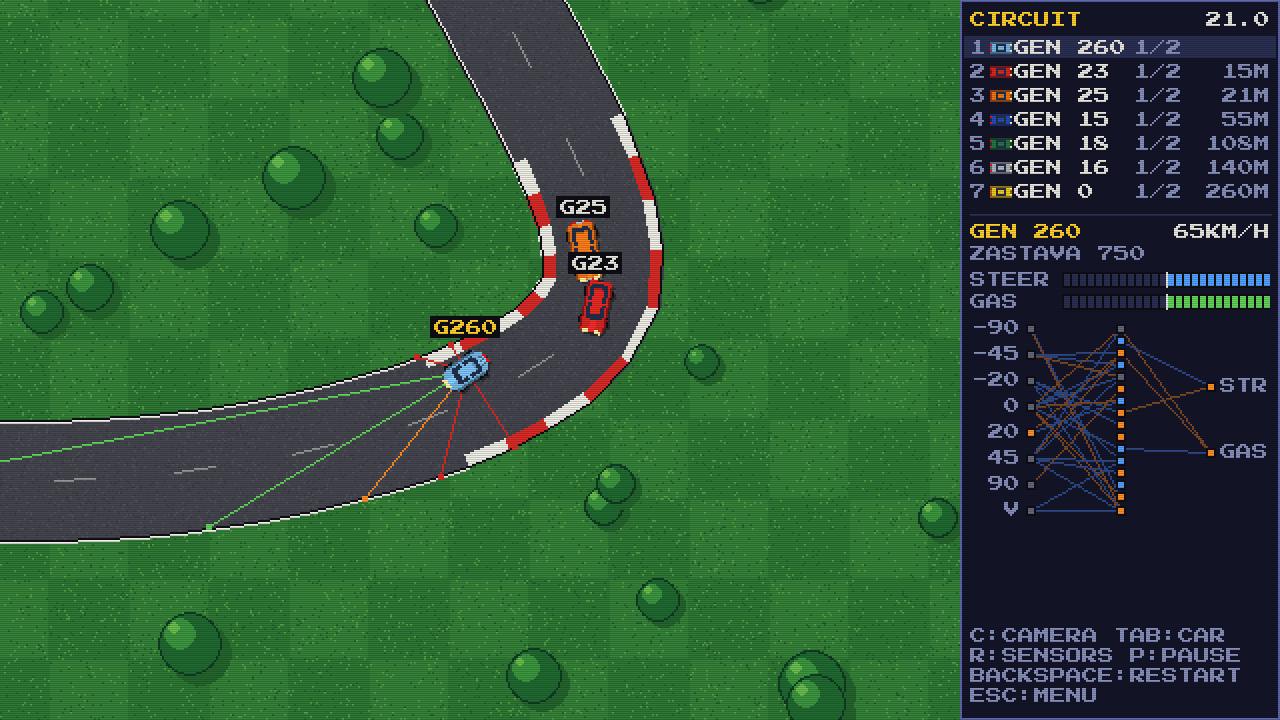 G25
G23
G260
CIRCUIT 21.0
1 GEN 260 1/2
2 GEN 23 1/2 15M
3 GEN 25 1/2 21M
4 GEN 15 1/2 55M
5 GEN 18 1/2 108M
6 GEN 16 1/2 140M
7 GEN 0 1/2 260M
GEN 260 65KM/H
ZASTAVA 750
STEER
GAS
-90
-45
-20
0
20
45
90
V
STR
GAS
C:CAMERA TAB:CAR
R:SENSORS P:PAUSE
BACKSPACE:RESTART
ESC:MENU